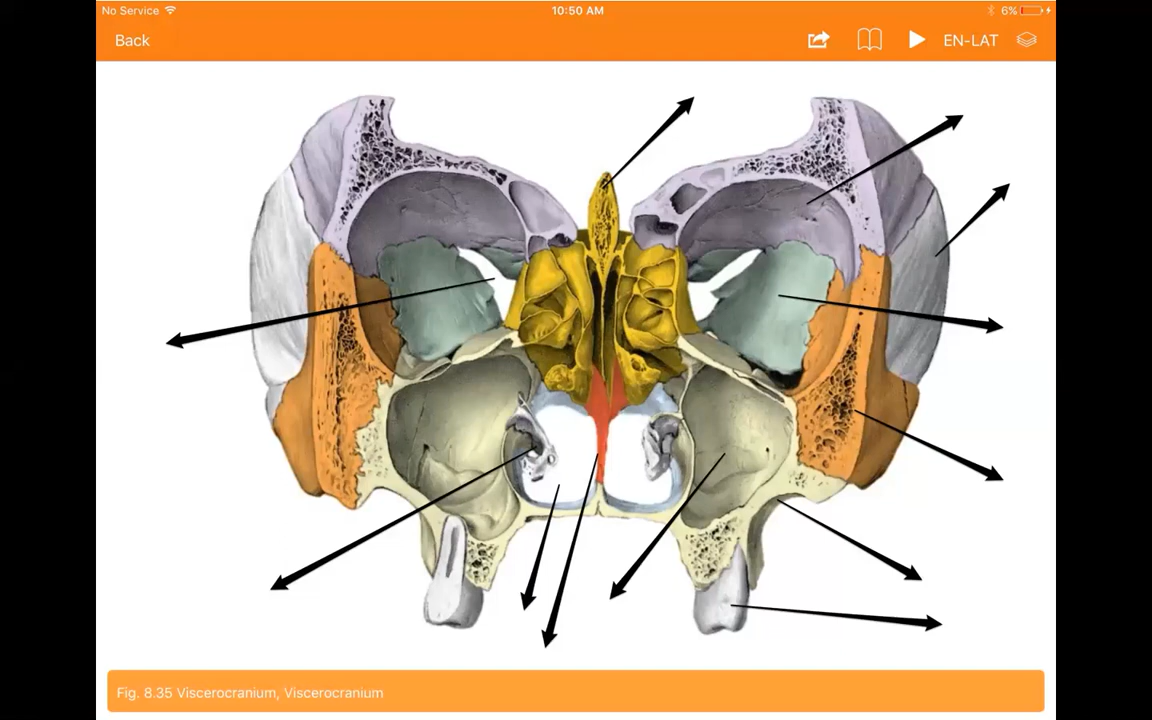 No Service
10:50 AM
6%
Back
EN-LAT
Fig. 8.35 Viscerocranium, Viscerocranium